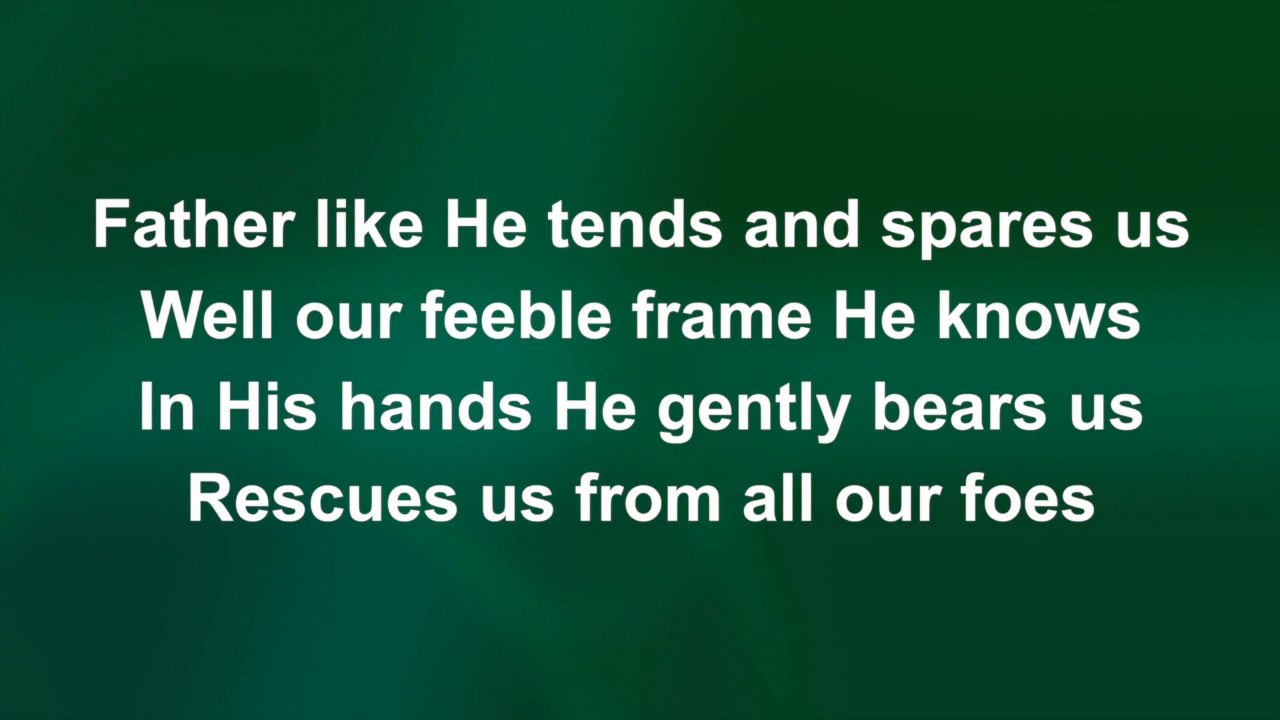 Father like He tends and spares us
Well our feeble frame He knows
In His hands He gently bears us
Rescues us from all our foes